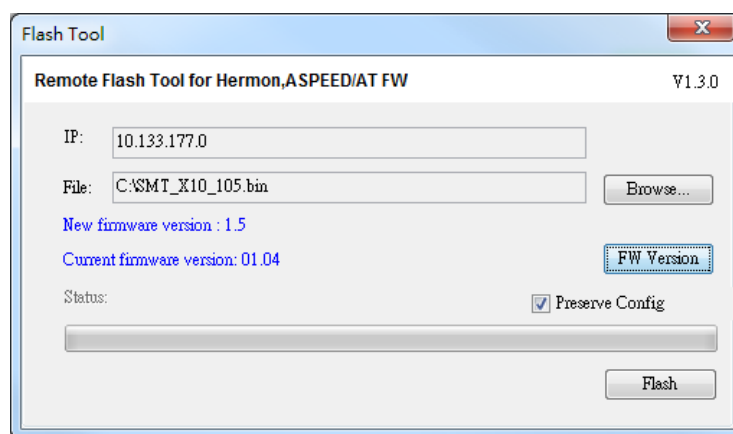 Flash Tool
Remote Flash Tool for Hermon,ASPEED/AT FW V1.3.0
IP: 10.133.177.0
File: C:\SMT_X10_105.bin Browse...
New firmware version : 1.5
Current firmware version: 01.04 FW Version
Status:
Preserve Config
Flash